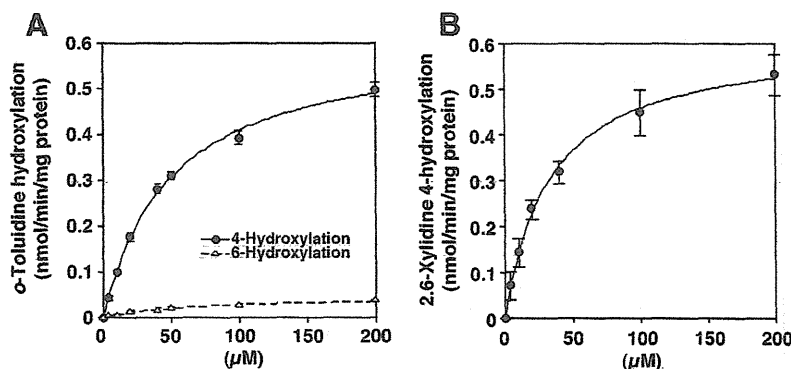 A
o-Toluidine hydroxylation
(nmol/min/mg protein)
0.6
0.5
0.4
0.3
0.2
0.1
0
4-Hydroxylation
6-Hydroxylation
0 50 100 150 200
(μM)
B
2.6-Xylidine 4-hydroxylation
(nmol/min/mg protein)
0.6
0.5
0.4
0.3
0.2
0.1
0
0 50 100 150 200
(μM)